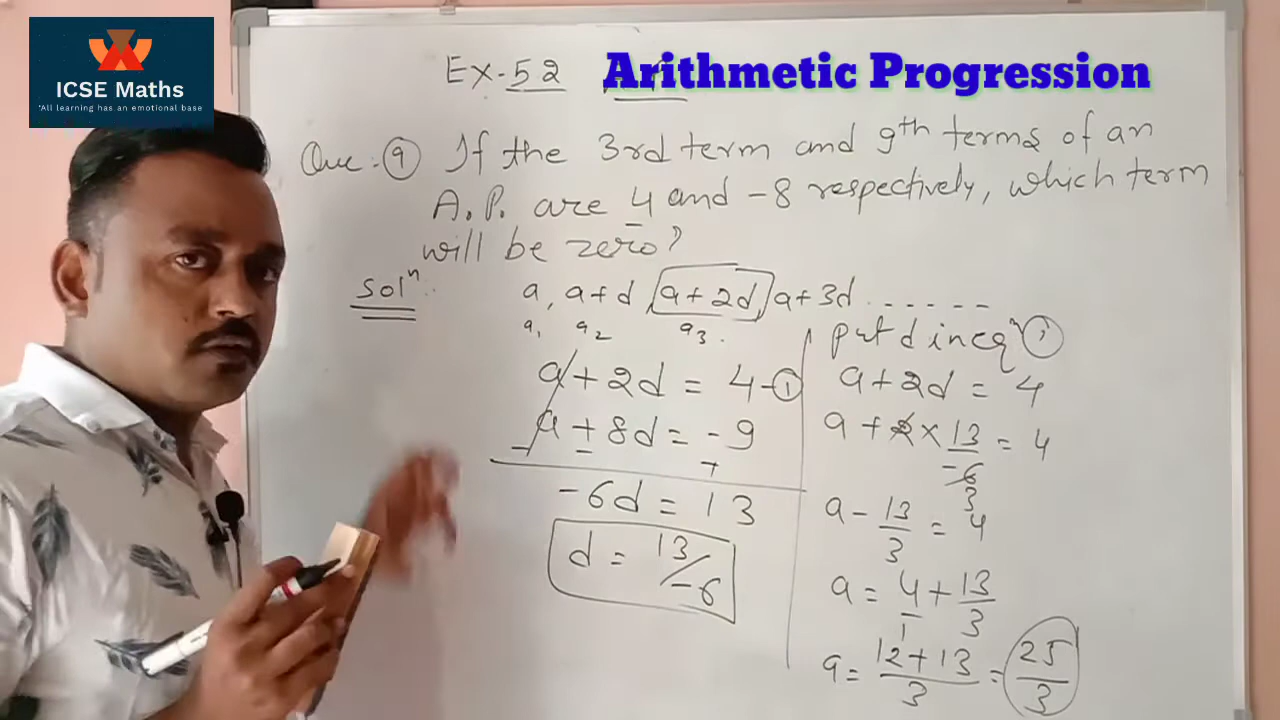 ICSE Maths
"All learning has an emotional base
Arithmetic Progression
EX-52
Que:9 If the 3rd term and 9th terms of an
A.P. are 4 and -8 respectively, which term
will be zero?
Soln:
a, a+d, a+2d, a+3d ------
a1 a2 a3.
a+2d = 4-①
a+8d = -9
- - +
-6d = 13
d = 13/-6
put d in eqn ①
a+2d = 4
a+2×13/-6 = 4
3
a-13/3 = 4
a = 4/1+13/3
a = 12+13/3 = 25/3